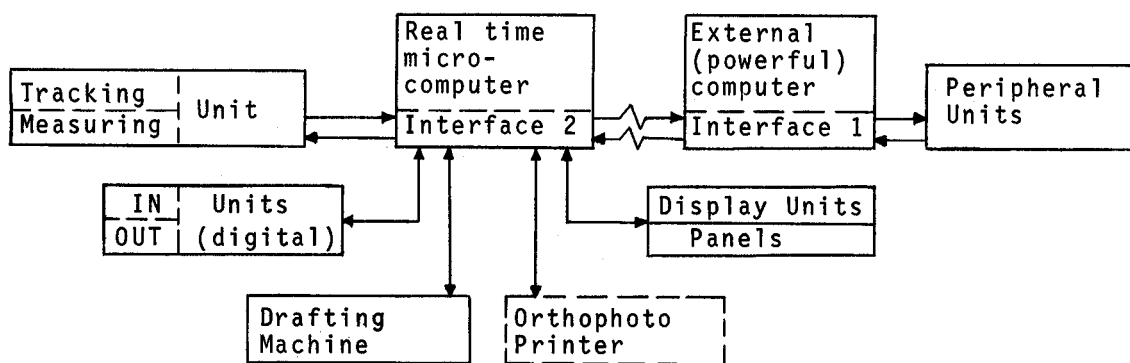 Real time
micro-
computer
Interface 2
External
(powerful)
computer
Interface 1
Tracking
Measuring
Unit
Peripheral
Units
IN
OUT
Units
(digital)
Display Units
Panels
Drafting
Machine
Orthophoto
Printer